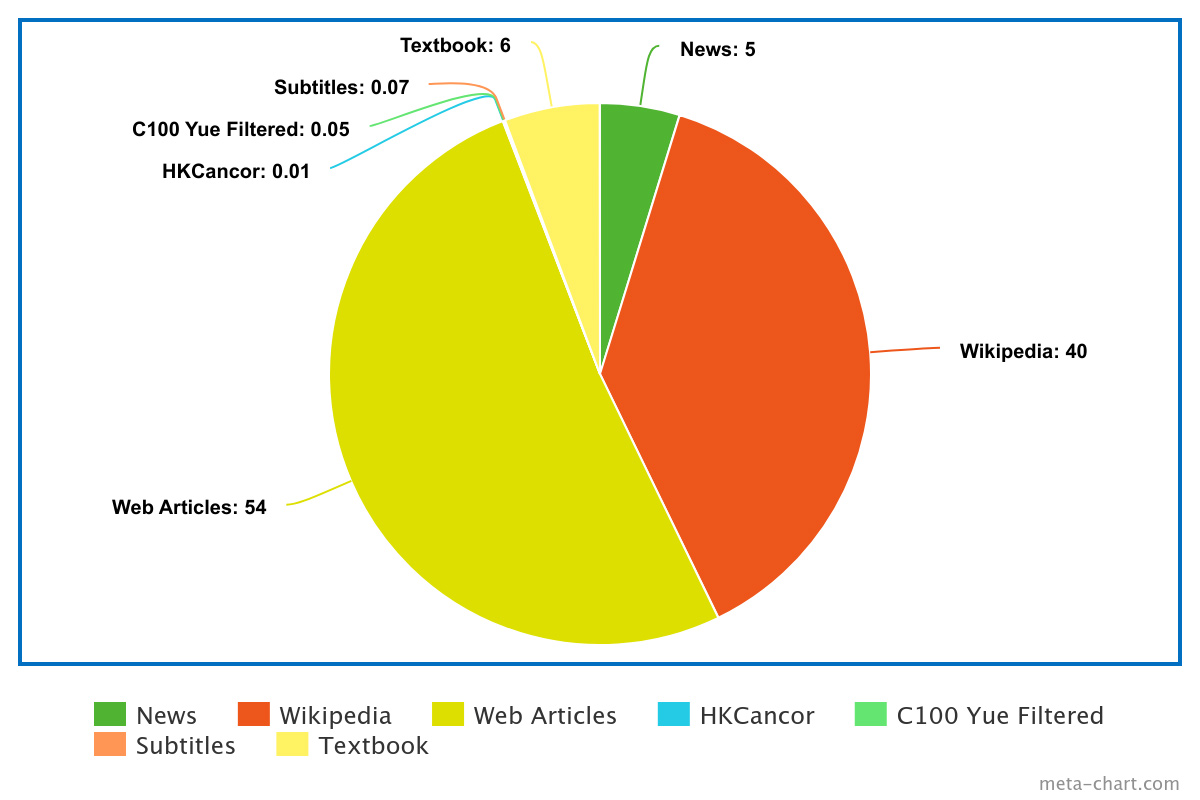 Textbook: 6
News: 5
Subtitles: 0.07
C100 Yue Filtered: 0.05
HKCancor: 0.01
Wikipedia: 40
Web Articles: 54
News Wikipedia Web Articles HKCancor C100 Yue Filtered
Subtitles Textbook
meta-chart.com